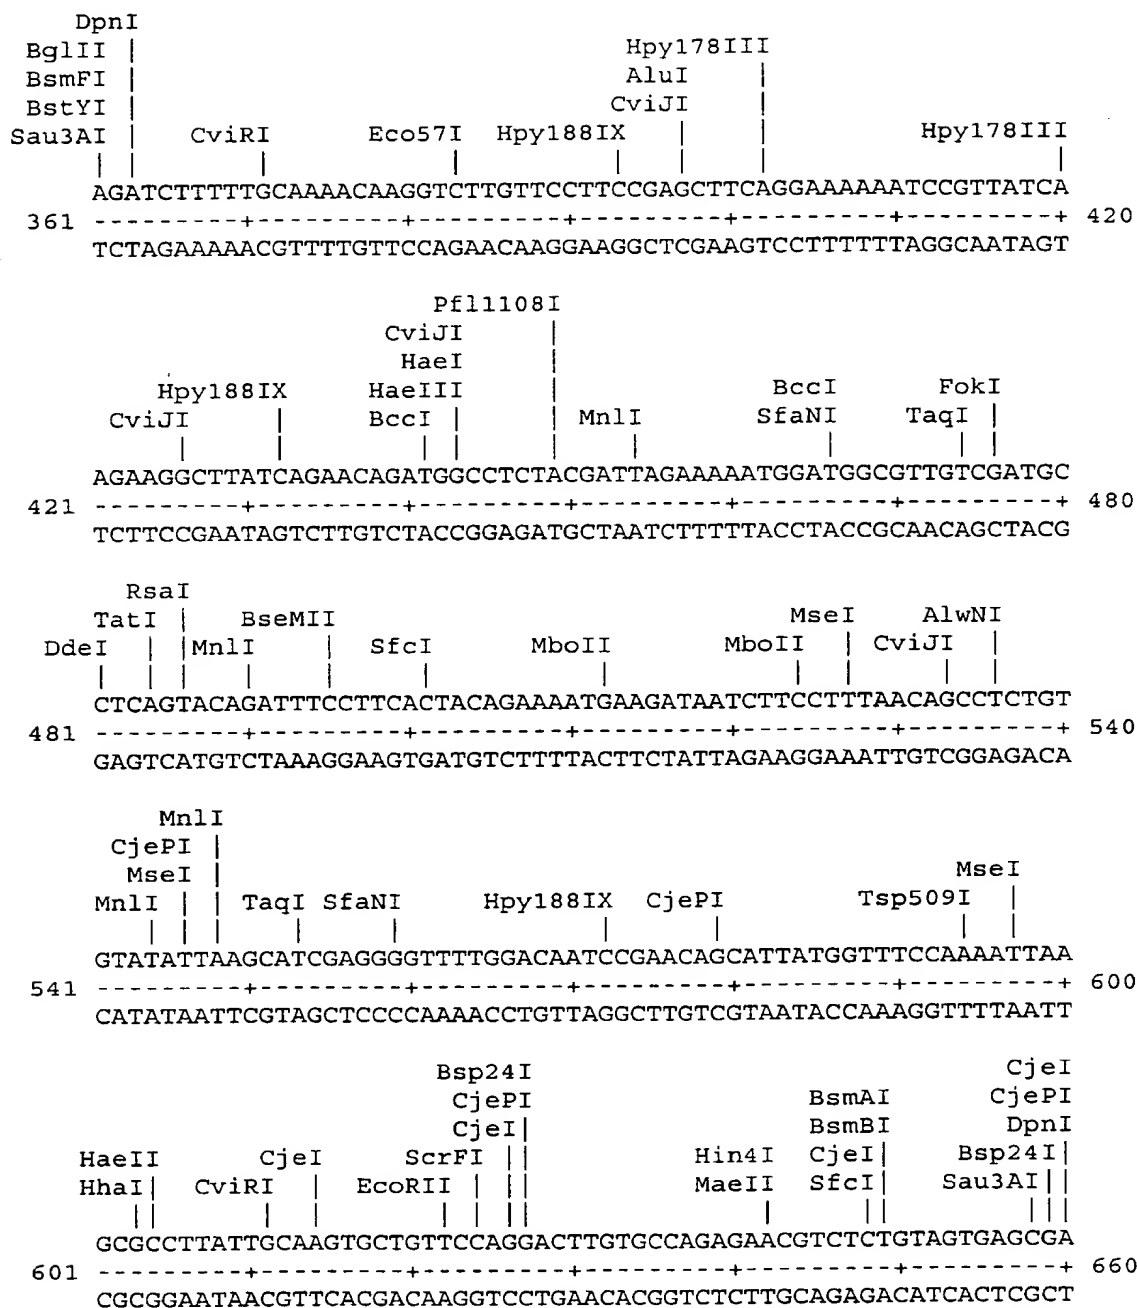 DpnI
BglII |
BsmFI | Hpy178III
BstYI | AluI |
Sau3AI | CviRI Eco57I Hpy188IX CviJI | Hpy178III
AGATCTTTTTGCAAAACAAGGTCTTGTTCCTTCCGAGCTTCAGGAAAAAAATCCGTTATCA
361 ---------+---------+---------+---------+---------+---------+ 420
TCTAGAAAAACGTTTTGTTCCAGAACAAGGAAGGCTCGAAGTCCTTTTTTTAGGCAATAGT
Pfl1108I
CviJI |
HaeI |
Hpy188IX HaeIII | BccI FokI
CviJI | BccI | MnlI SfaNI TaqI |
AGAAGGCTTATCAGAACAGATGGCCTCTACGATTAGAAAAATGGATGGCGTTGTCGATGC
421 ---------+---------+---------+---------+---------+---------+ 480
TCTTCCGAATAGTCTTGTCTACCGGAGATGCTAATCTTTTTACCTACCGCAACAGCTACG
RsaI
TatI | BseMII MseI AlwNI
DdeI | |MnlI | SfcI MboII MboII | CviJI |
CTCAGTACAGATTTCCTTCACTACAGAAAATGAAGATAATCTTCCTTTAACAGCCTCTGT
481 ---------+---------+---------+---------+---------+---------+ 540
GAGTCATGTCTAAAGGAAGTGATGTCTTTTACTTCTATTAGAAGGAAATTGTCGGAGACA
MnlI
CjePI |
MseI | MseI
MnlI | | TaqI SfaNI Hpy188IX CjePI Tsp509I |
GTATATTAAGCATCGAGGGGTTTTGGACAATCCGAACAGCATTATGGTTTCCAAAATTAA
541 ---------+---------+---------+---------+---------+---------+ 600
CATATAATTCGTAGCTCCCCAAAACCTGTTAGGCTTGTCGTAATACCAAAGGTTTTAATT
Bsp24I CjeI
CjePI BsmAI CjePI
CjeI| BsmBI DpnI
HaeII CjeI ScrFI || Hin4I CjeI| Bsp24I|
HhaI| CviRI | EcoRII | || MaeII SfcI| Sau3AI||
GCGCCTTATTGCAAGTGCTGTTCCAGGACTTGTGCCAGAGAACGTCTCTGTAGTGAGCGA
601 ---------+---------+---------+---------+---------+---------+ 660
CGCGGAATAACGTTCACGACAAGGTCCTGAACACGGTCTCTTGCAGAGACATCACTCGCT